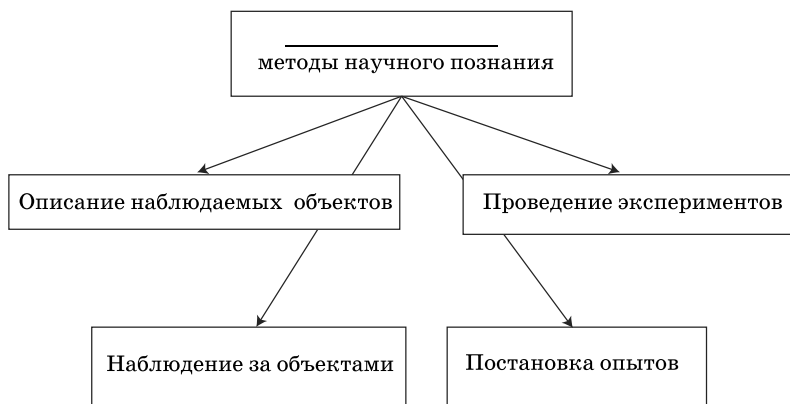 методы научного познания
Описание наблюдаемых объектов
Проведение экспериментов
Наблюдение за объектами
Постановка опытов